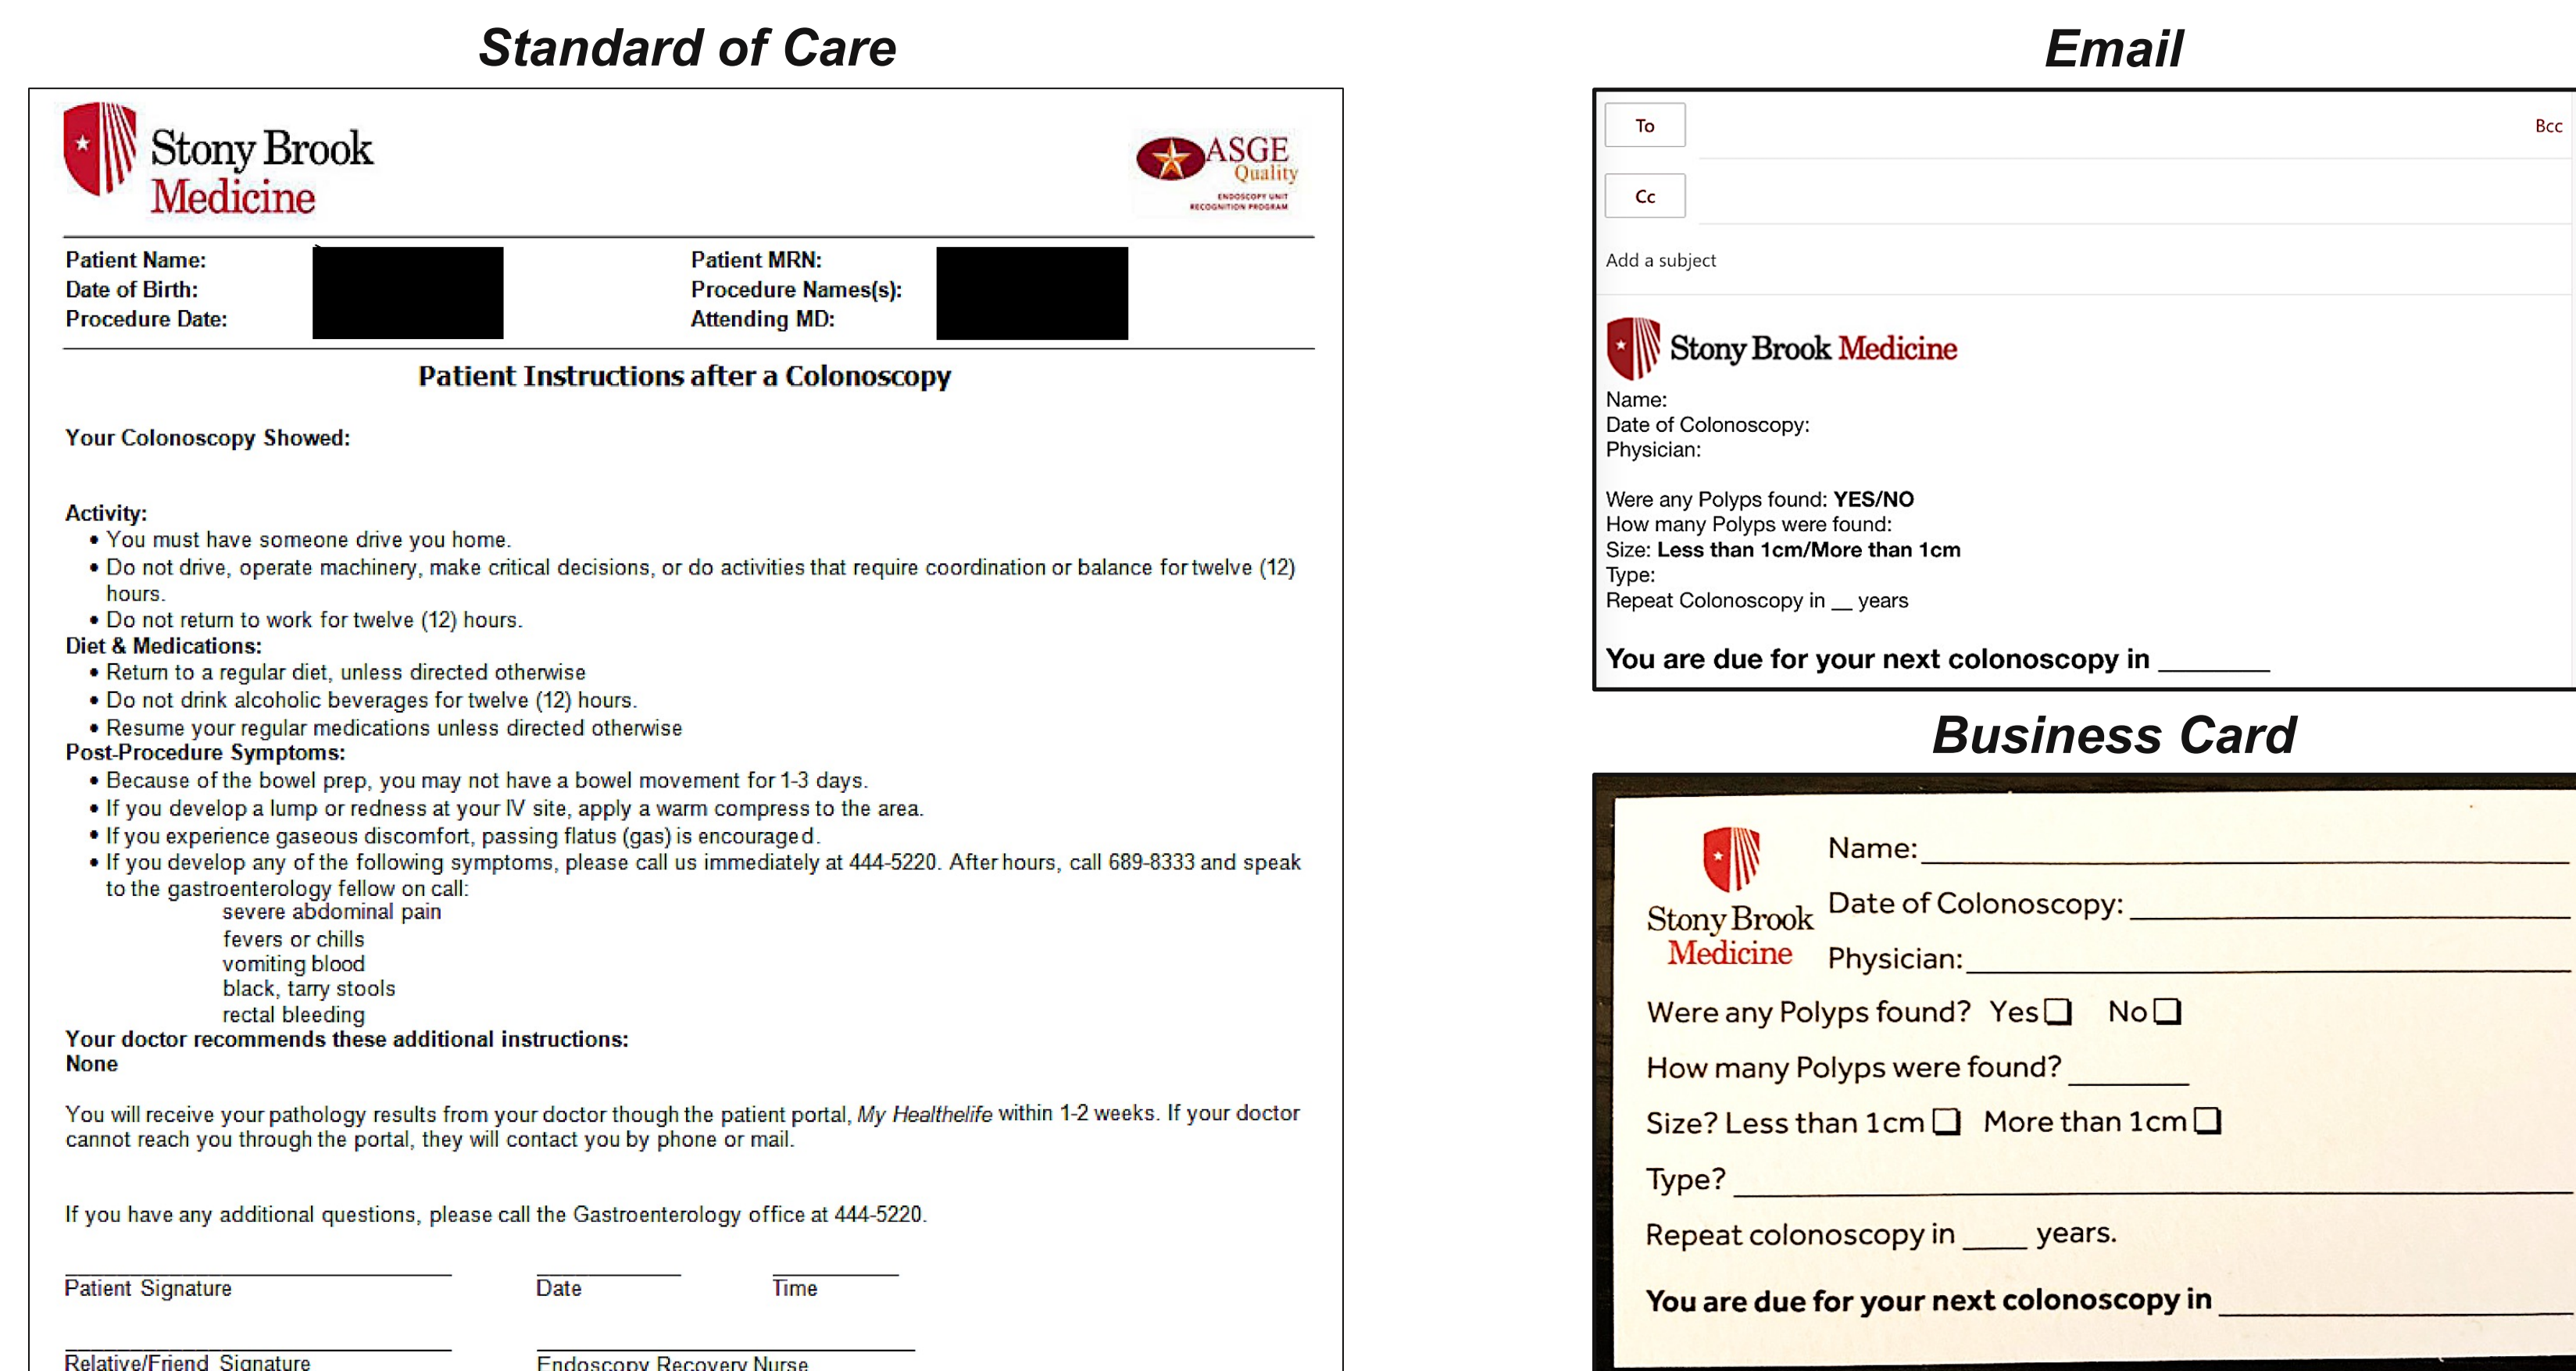 Standard of Care
Stony Brook
Medicine
ASGE
Quality
ENDOSCOPY UNIT
RECOGNITION PROGRAM
Patient Name:
Date of Birth:
Procedure Date:
Patient MRN:
Procedure Names(s):
Attending MD:
Patient Instructions after a Colonoscopy
Your Colonoscopy Showed:
Activity:
• You must have someone drive you home.
• Do not drive, operate machinery, make critical decisions, or do activities that require coordination or balance for twelve (12)
hours.
• Do not return to work for twelve (12) hours.
Diet & Medications:
• Return to a regular diet, unless directed otherwise
• Do not drink alcoholic beverages for twelve (12) hours.
• Resume your regular medications unless directed otherwise
Post-Procedure Symptoms:
• Because of the bowel prep, you may not have a bowel movement for 1-3 days.
• If you develop a lump or redness at your IV site, apply a warm compress to the area.
• If you experience gaseous discomfort, passing flatus (gas) is encouraged.
• If you develop any of the following symptoms, please call us immediately at 444-5220. After hours, call 689-8333 and speak
to the gastroenterology fellow on call:
severe abdominal pain
fevers or chills
vomiting blood
black, tarry stools
rectal bleeding
Your doctor recommends these additional instructions:
None
You will receive your pathology results from your doctor though the patient portal, My Healthelife within 1-2 weeks. If your doctor
cannot reach you through the portal, they will contact you by phone or mail.
If you have any additional questions, please call the Gastroenterology office at 444-5220.
Patient Signature Date Time
Relative/Friend Signature Endoscopy Recovery Nurse
Email
To Bcc
Cc
Add a subject
Stony Brook Medicine
Name:
Date of Colonoscopy:
Physician:
Were any Polyps found: YES/NO
How many Polyps were found:
Size: Less than 1cm/More than 1cm
Type:
Repeat Colonoscopy in __ years
You are due for your next colonoscopy in ________
Business Card
Stony Brook
Medicine
Name:
Date of Colonoscopy:
Physician:
Were any Polyps found? Yes No
How many Polyps were found?
Size? Less than 1cm More than 1cm
Type?
Repeat colonoscopy in ____ years.
You are due for your next colonoscopy in